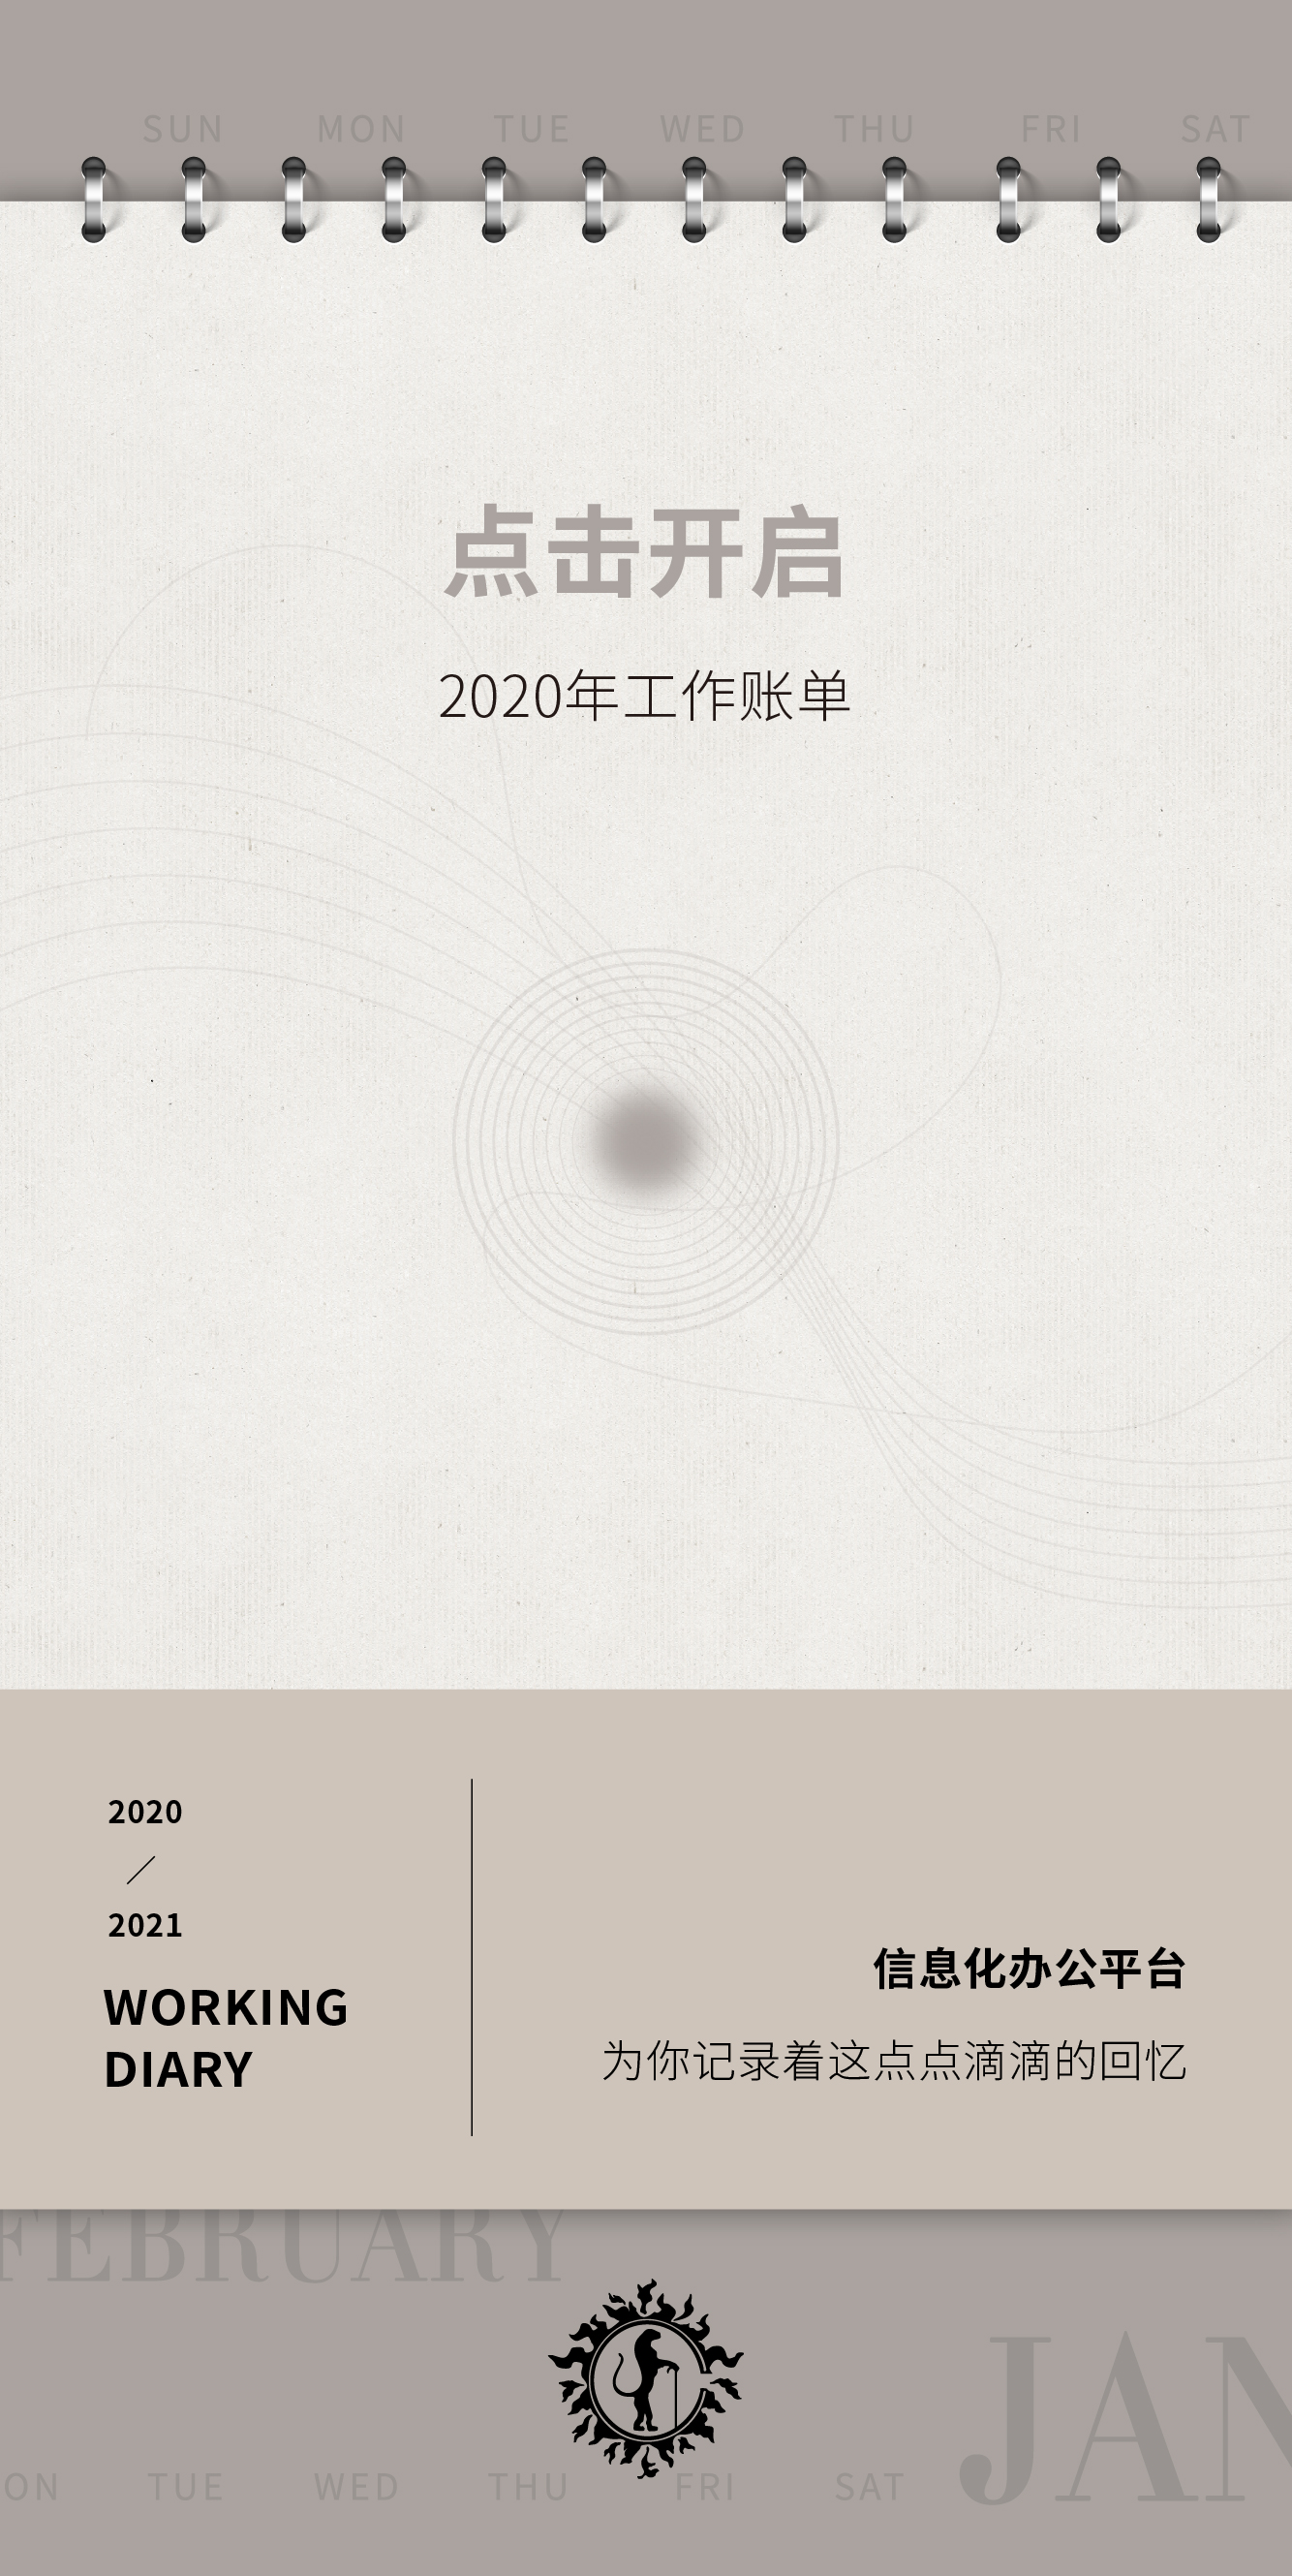 SUN MON TUE WED THU FRI SAT
点击开启
2020年工作账单
2020
/
2021
WORKING
DIARY
信息化办公平台
为你记录着这点点滴滴的回忆
FEBRUARY
JAN
ON TUE WED THU FRI SAT